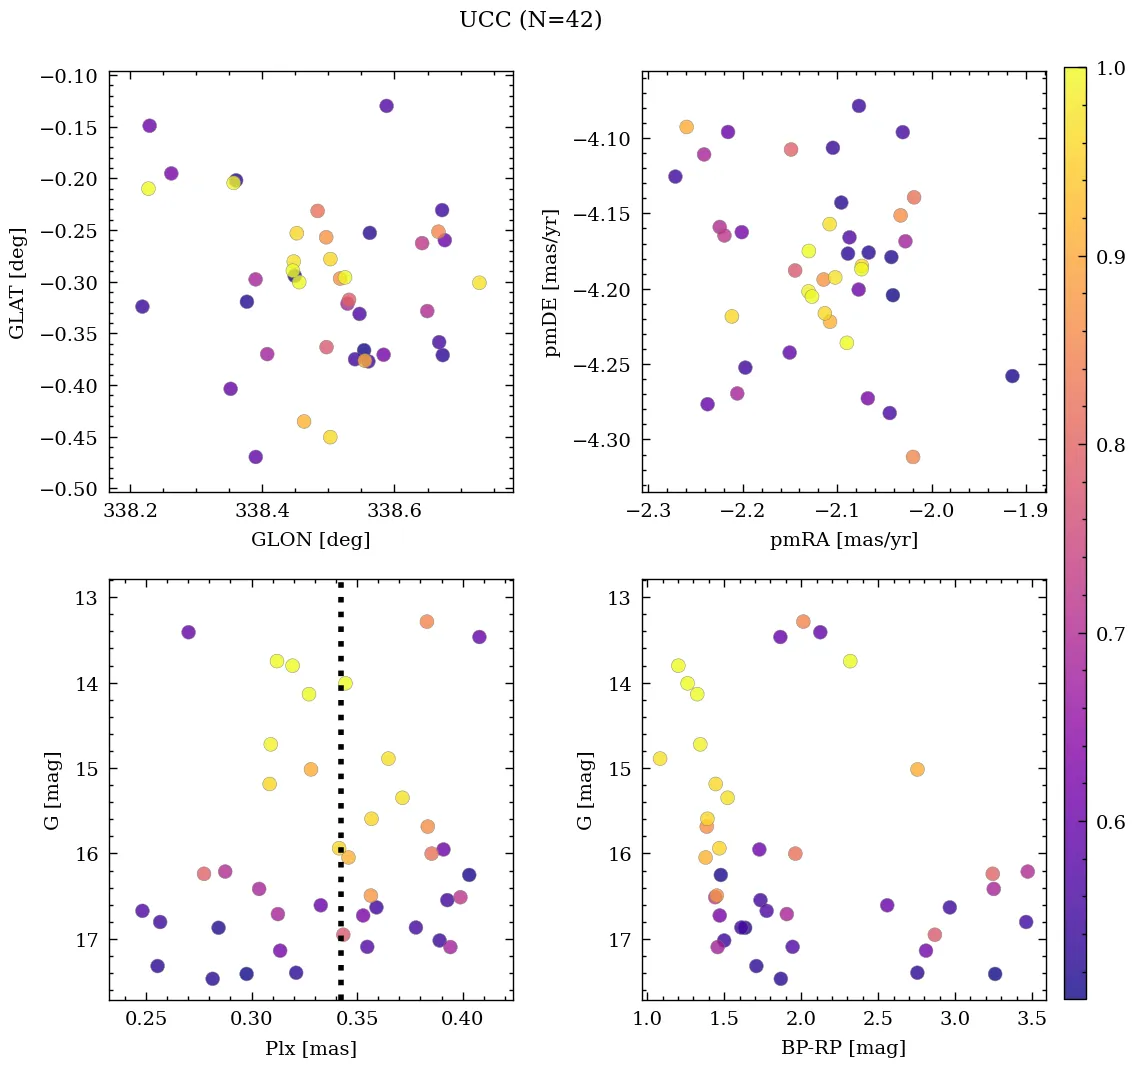 UCC (N=42)
−0.10
−0.15
−0.20
−0.25
−0.30
−0.35
−0.40
−0.45
−0.50
GLAT [deg]
338.2 338.4 338.6
GLON [deg]
−4.10
−4.15
−4.20
−4.25
−4.30
pmDE [mas/yr]
−2.3 −2.2 −2.1 −2.0 −1.9
pmRA [mas/yr]
13
14
15
16
17
G [mag]
0.25 0.30 0.35 0.40
Plx [mas]
13
14
15
16
17
G [mag]
1.0 1.5 2.0 2.5 3.0 3.5
BP-RP [mag]
1.0
0.9
0.8
0.7
0.6